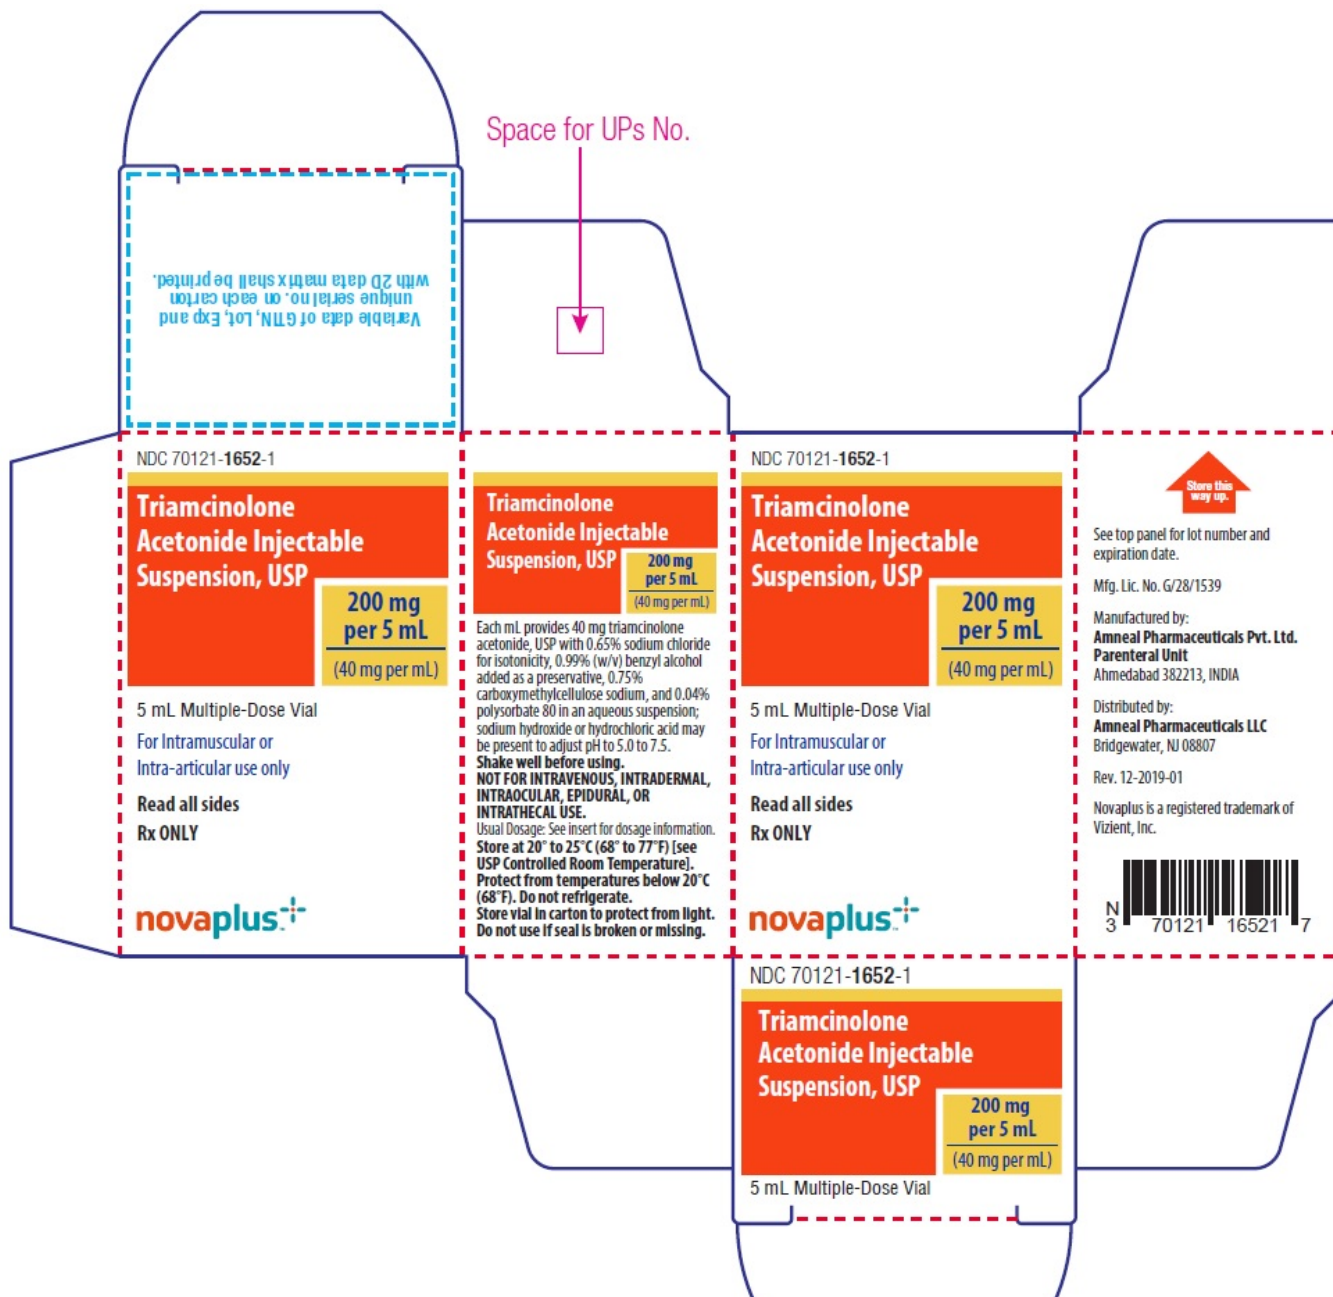 Space for UPs No.
Variable data of GTIN, Lot, Exp and
unique serial no. on each carton
with 2D data matrix shall be printed.
NDC 70121-1652-1
Triamcinolone
Acetonide Injectable
Suspension, USP
200 mg
per 5 mL
(40 mg per mL)
5 mL Multiple-Dose Vial
For Intramuscular or
Intra-articular use only
Read all sides
Rx ONLY
novaplus™
Triamcinolone
Acetonide Injectable
Suspension, USP
200 mg
per 5 mL
(40 mg per mL)
Each mL provides 40 mg triamcinolone
acetonide, USP with 0.65% sodium chloride
for isotonicity, 0.99% (w/v) benzyl alcohol
added as a preservative, 0.75%
carboxymethylcellulose sodium, and 0.04%
polysorbate 80 in an aqueous suspension;
sodium hydroxide or hydrochloric acid may
be present to adjust pH to 5.0 to 7.5.
Shake well before using.
NOT FOR INTRAVENOUS, INTRADERMAL,
INTRAOCULAR, EPIDURAL, OR
INTRATHECAL USE.
Usual Dosage: See insert for dosage information.
Store at 20° to 25°C (68° to 77°F) [see
USP Controlled Room Temperature].
Protect from temperatures below 20°C
(68°F). Do not refrigerate.
Store vial in carton to protect from light.
Do not use if seal is broken or missing.
NDC 70121-1652-1
Triamcinolone
Acetonide Injectable
Suspension, USP
200 mg
per 5 mL
(40 mg per mL)
5 mL Multiple-Dose Vial
For Intramuscular or
Intra-articular use only
Read all sides
Rx ONLY
novaplus™
Store this
way up.
See top panel for lot number and
expiration date.
Mfg. Lic. No. G/28/1539
Manufactured by:
Amneal Pharmaceuticals Pvt. Ltd.
Parenteral Unit
Ahmedabad 382213, INDIA
Distributed by:
Amneal Pharmaceuticals LLC
Bridgewater, NJ 08807
Rev. 12-2019-01
Novaplus is a registered trademark of
Vizient, Inc.
N
3 70121 16521 7
NDC 70121-1652-1
Triamcinolone
Acetonide Injectable
Suspension, USP
200 mg
per 5 mL
(40 mg per mL)
5 mL Multiple-Dose Vial